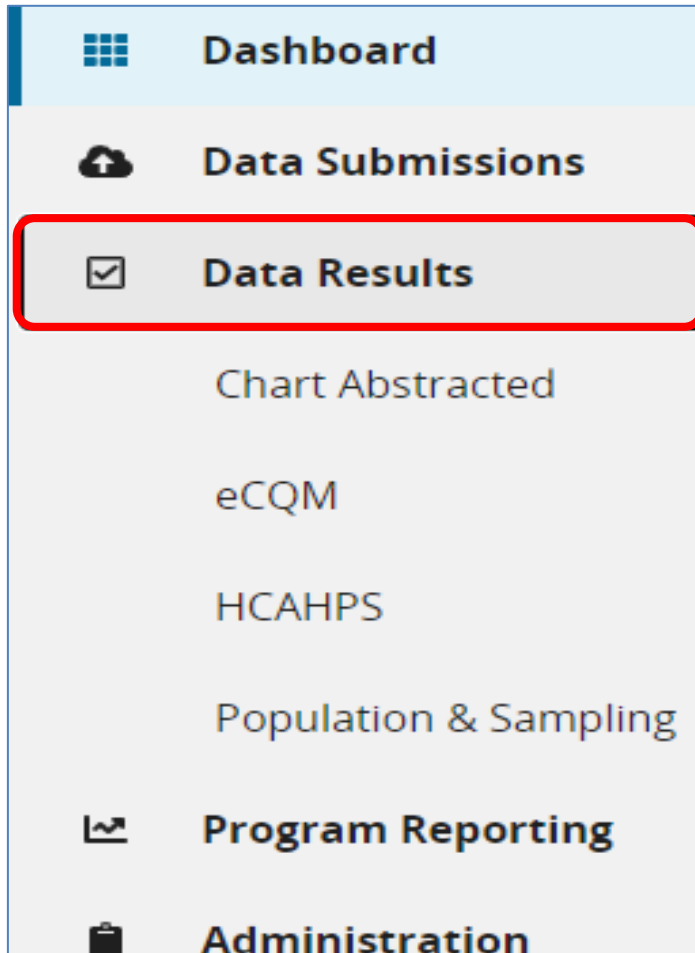 Dashboard
Data Submissions
Data Results
Chart Abstracted
eCQM
HCAHPS
Population & Sampling
Program Reporting
Administration